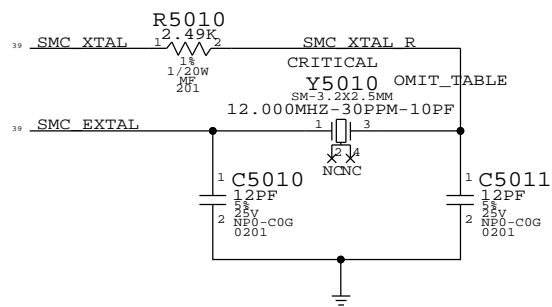 R5010
2.49K
39 SMC_XTAL 1 2 SMC_XTAL_R
1%
1/20W
MF
201
CRITICAL
Y5010 OMIT_TABLE
SM-3.2X2.5MM
12.000MHZ-30PPM-10PF
39 SMC_EXTAL 1 3
2 4
NC NC
1 C5010
12PF
5%
25V
2 NP0-C0G
0201
1 C5011
12PF
5%
25V
2 NP0-C0G
0201